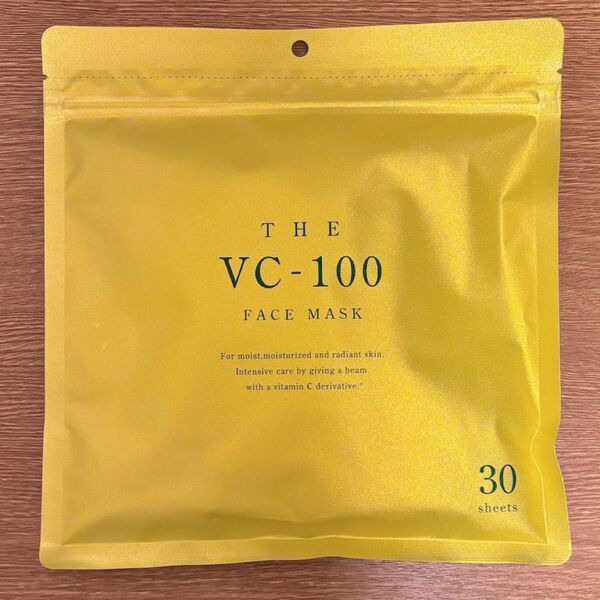 THE
VC-100
FACE MASK
For moist,moisturized and radiant skin.
Intensive care by giving a beam
with a vitamin C derivative.*
30
sheets